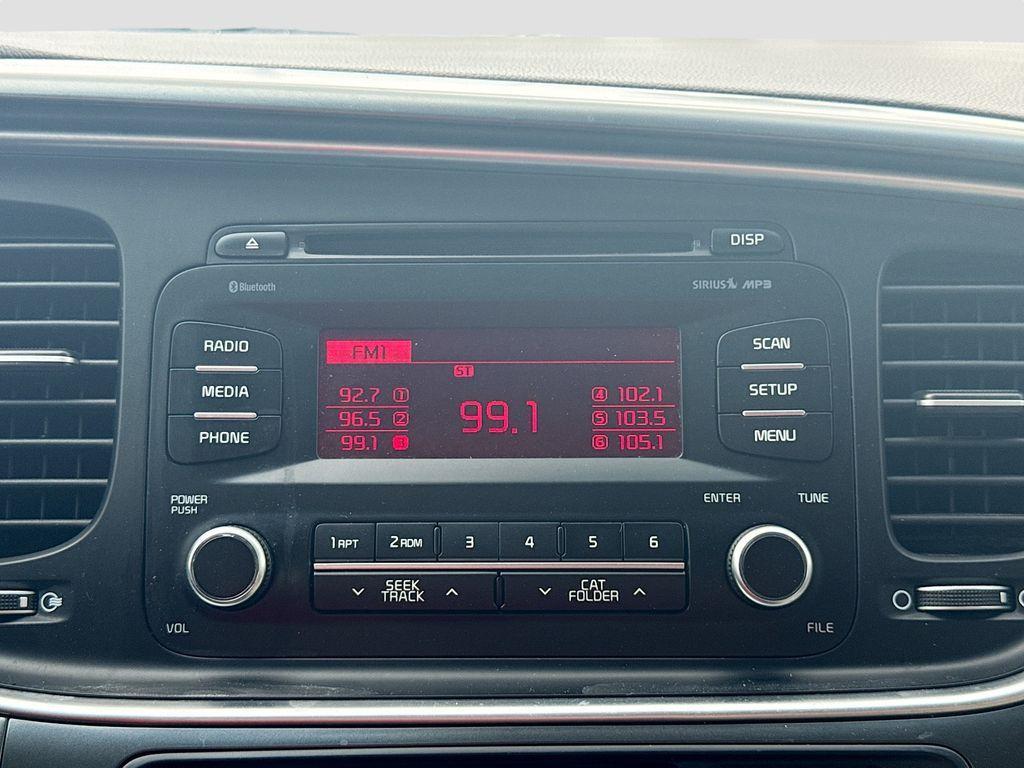 DISP
Bluetooth
SIRIUS MP3
RADIO
MEDIA
PHONE
FM1
ST
92.7 1
96.5 2
99.1 3
99.1
4 102.1
5 103.5
6 105.1
SCAN
SETUP
MENU
POWER
PUSH
VOL
1 RPT 2 RDM 3 4 5 6
SEEK
TRACK
CAT
FOLDER
ENTER TUNE
FILE